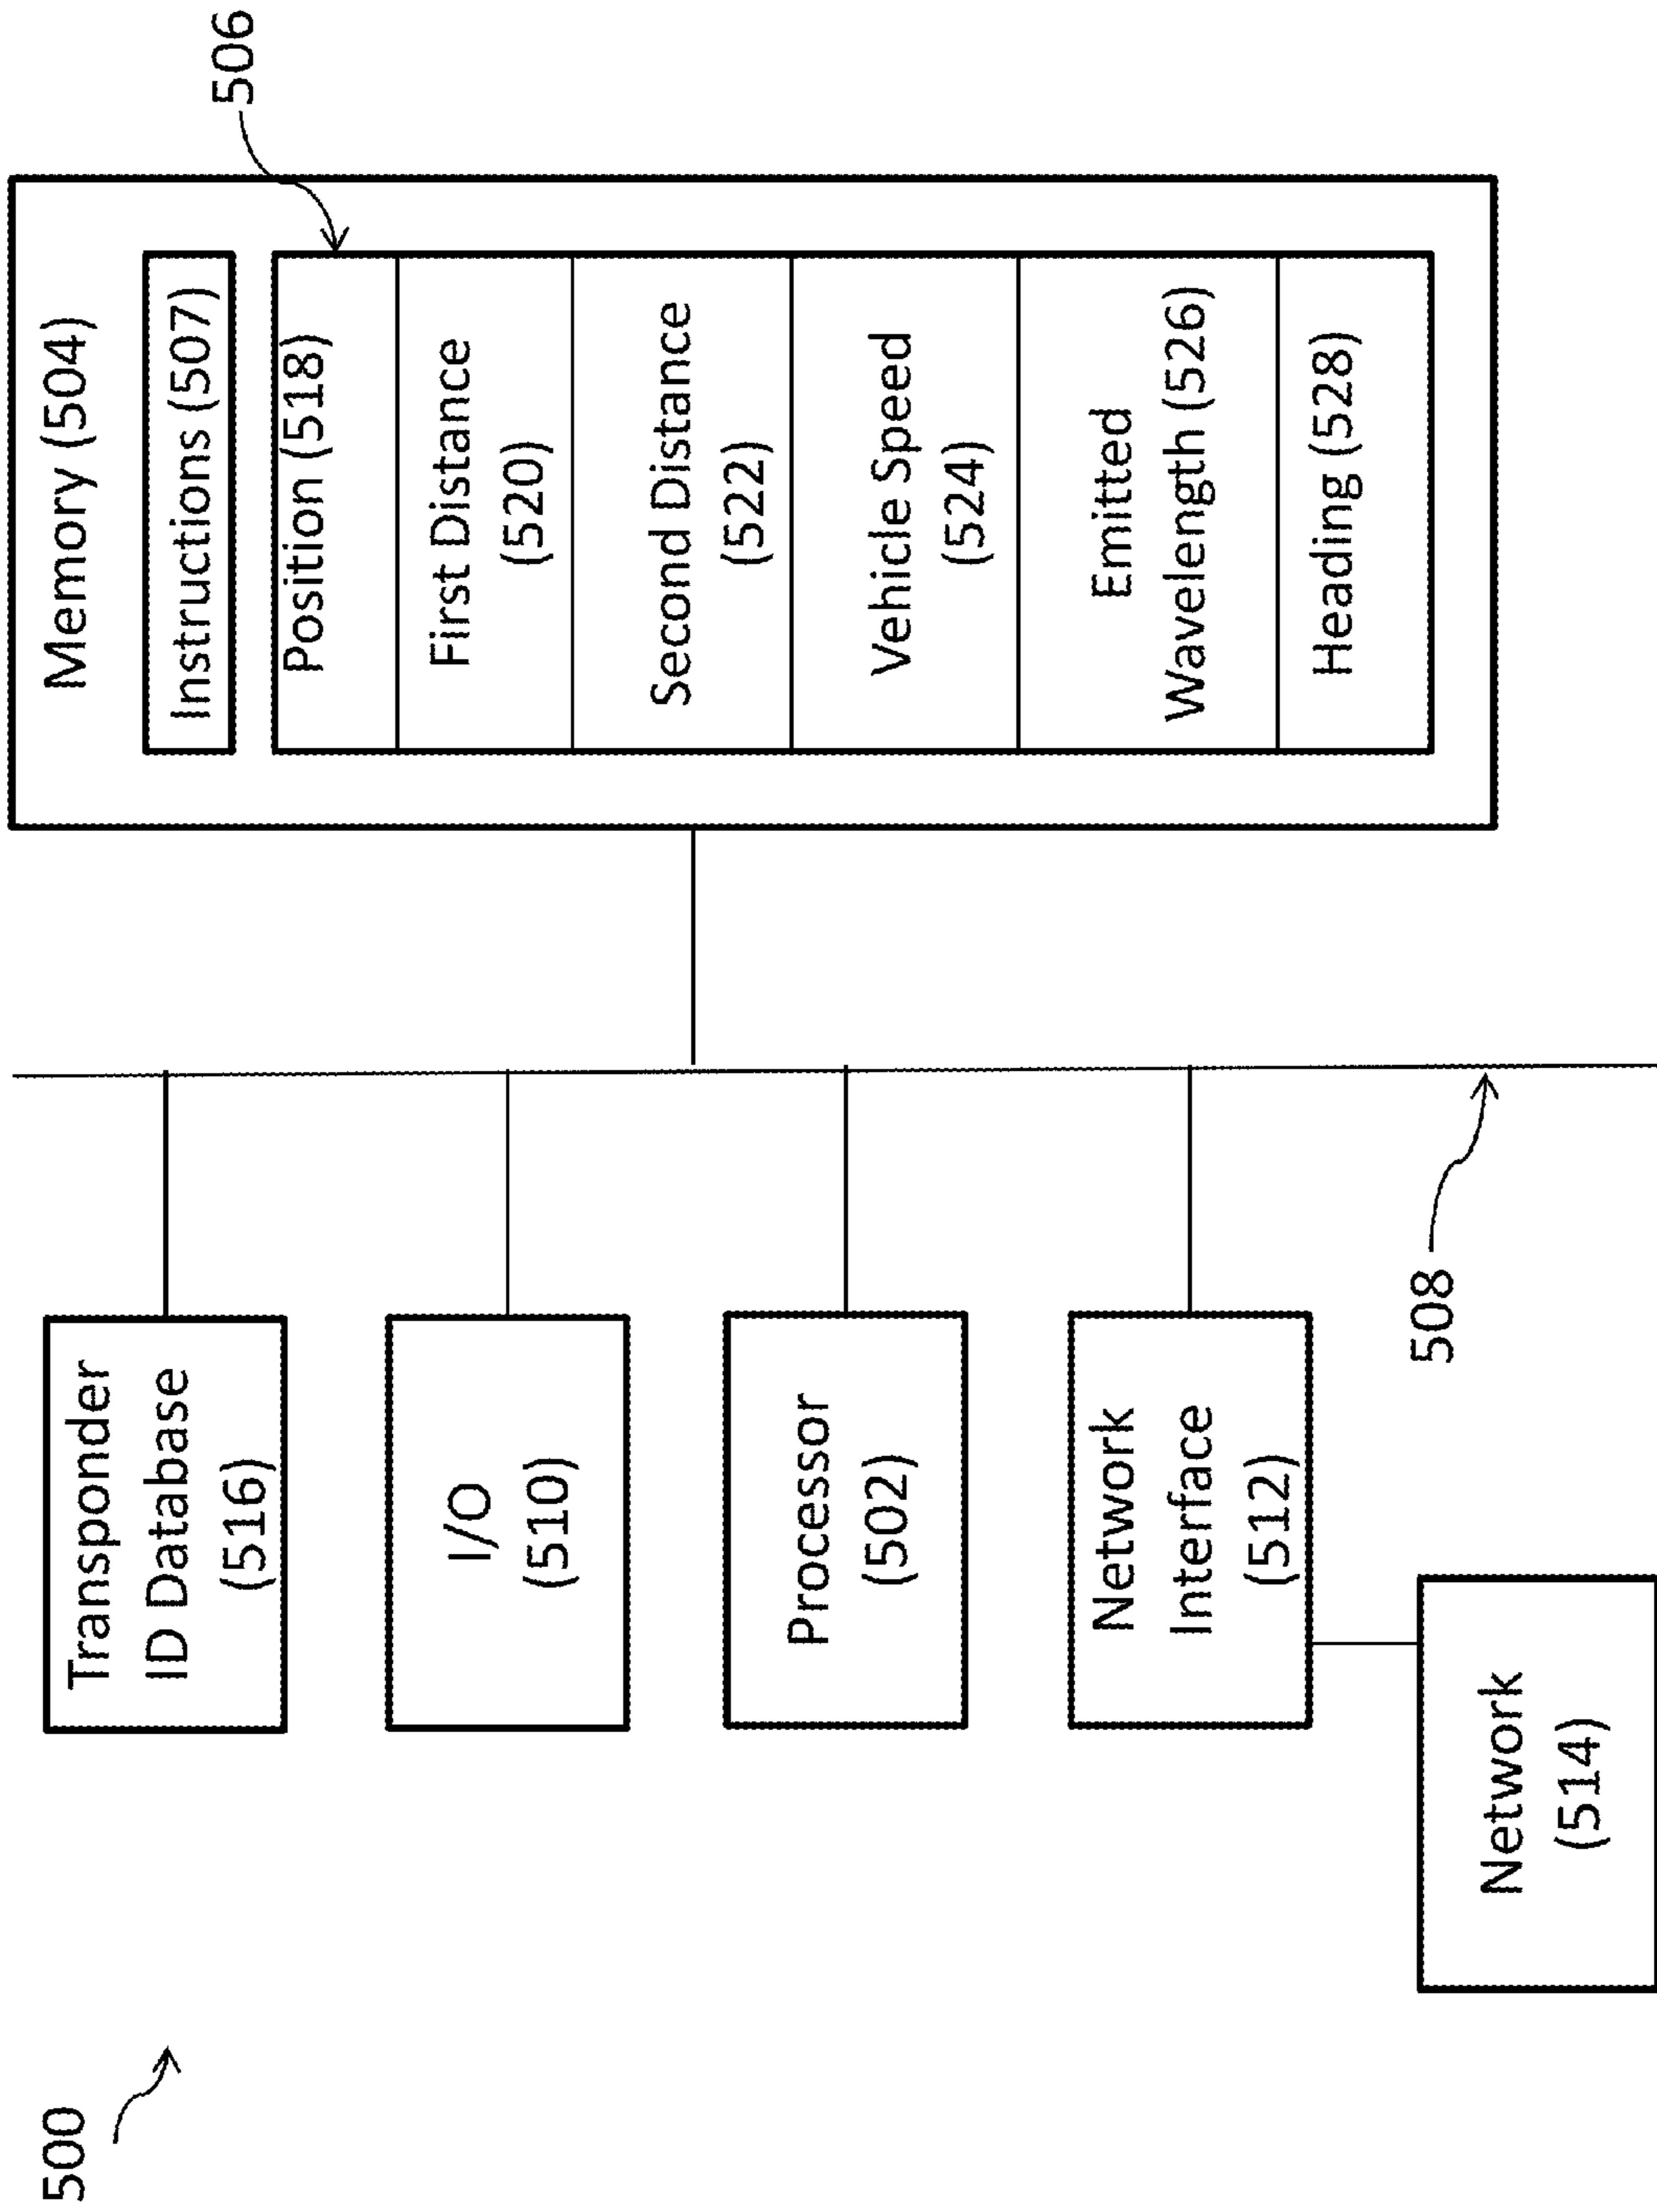 500
Transponder
ID Database
(516)
I/O
(510)
Processor
(502)
Network
Interface
(512)
Network
(514)
508
Memory (504)
Instructions (507)
Position (518)
First Distance
(520)
Second Distance
(522)
Vehicle Speed
(524)
Emitted
Wavelength (526)
Heading (528)
506